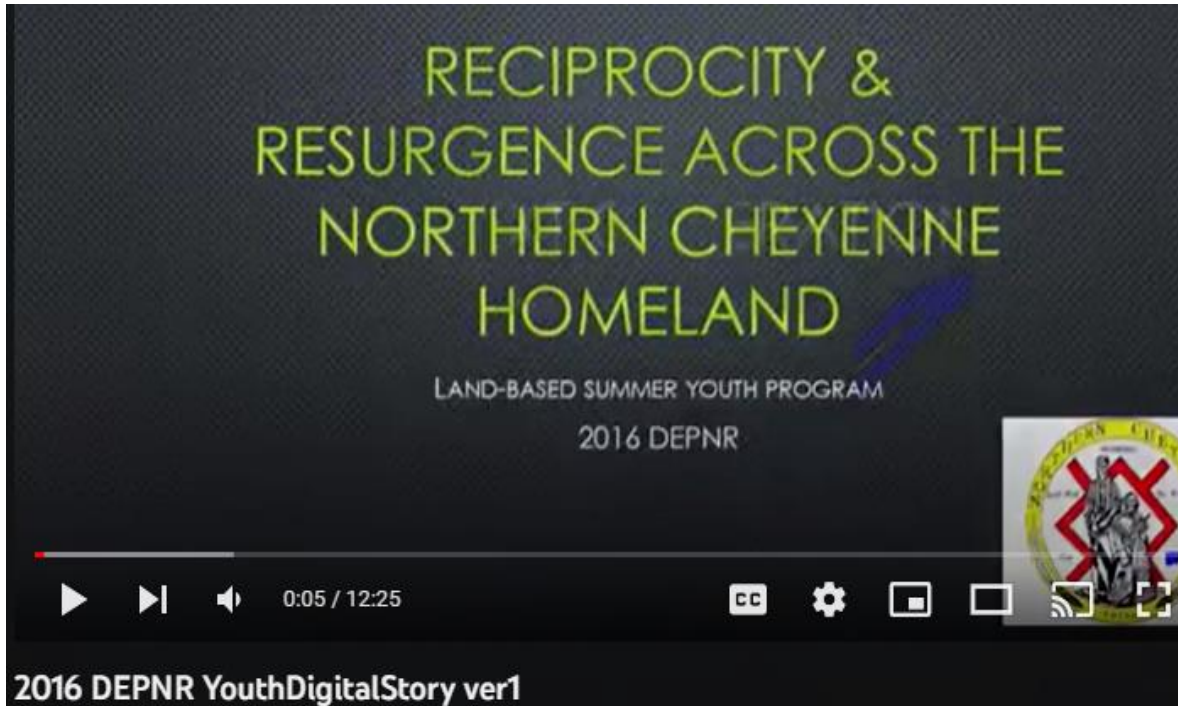 RECIPROCITY &
RESURGENCE ACROSS THE
NORTHERN CHEYENNE
HOMELAND
LAND-BASED SUMMER YOUTH PROGRAM
2016 DEPNR
0:05 / 12:25
CC
2016 DEPNR YouthDigitalStory ver1